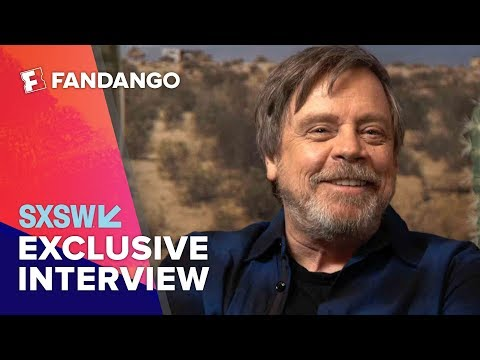 FANDANGO
SXSW
EXCLUSIVE
INTERVIEW